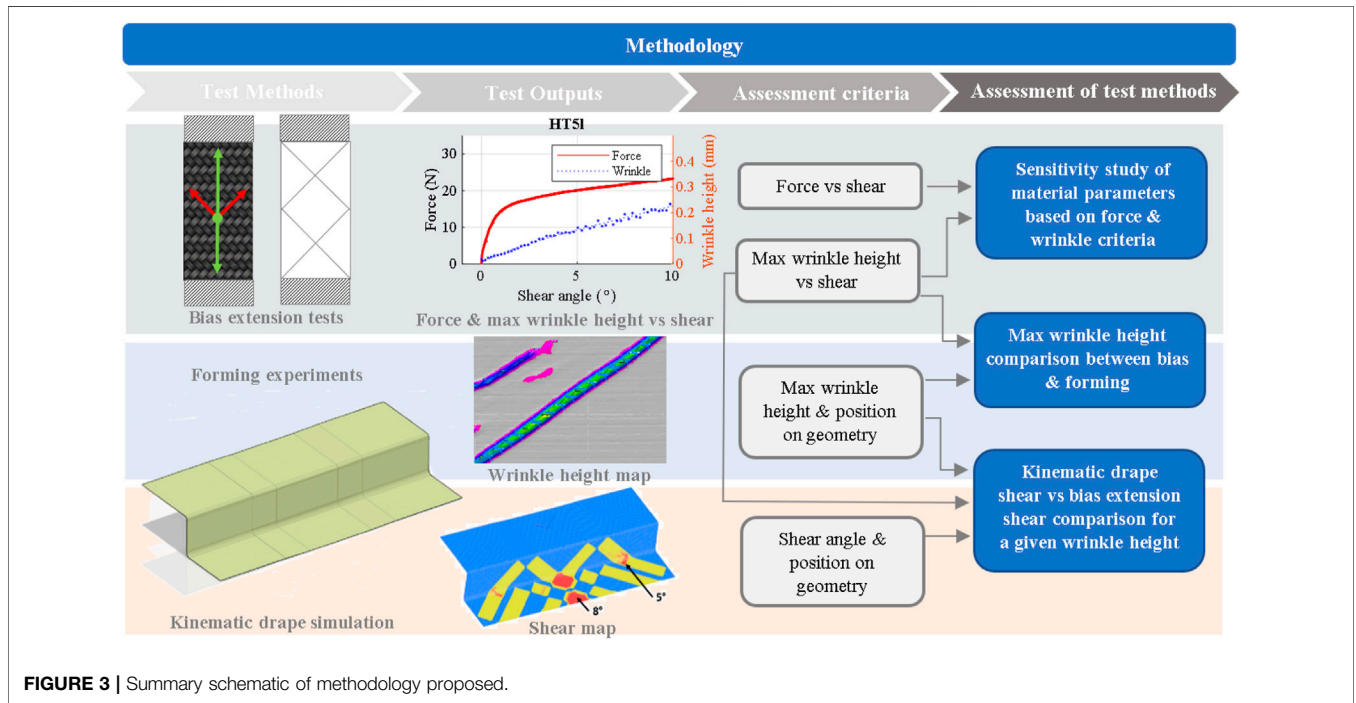 Methodology
Test Methods
Test Outputs
Assessment criteria
Assessment of test methods
Bias extension tests
HT5l
Force (N)
30
20
10
0
Force
Wrinkle
0.4
0.3
0.2
0.1
0
Wrinkle height (mm)
0
5
10
Shear angle (°)
Force & max wrinkle height vs shear
Force vs shear
Max wrinkle height
vs shear
Sensitivity study of
material parameters
based on force &
wrinkle criteria
Forming experiments
Wrinkle height map
Max wrinkle
height & position
on geometry
Max wrinkle height
comparison between bias
& forming
Kinematic drape simulation
8°
5°
Shear map
Shear angle &
position on
geometry
Kinematic drape
shear vs bias extension
shear comparison for
a given wrinkle height
FIGURE 3 | Summary schematic of methodology proposed.